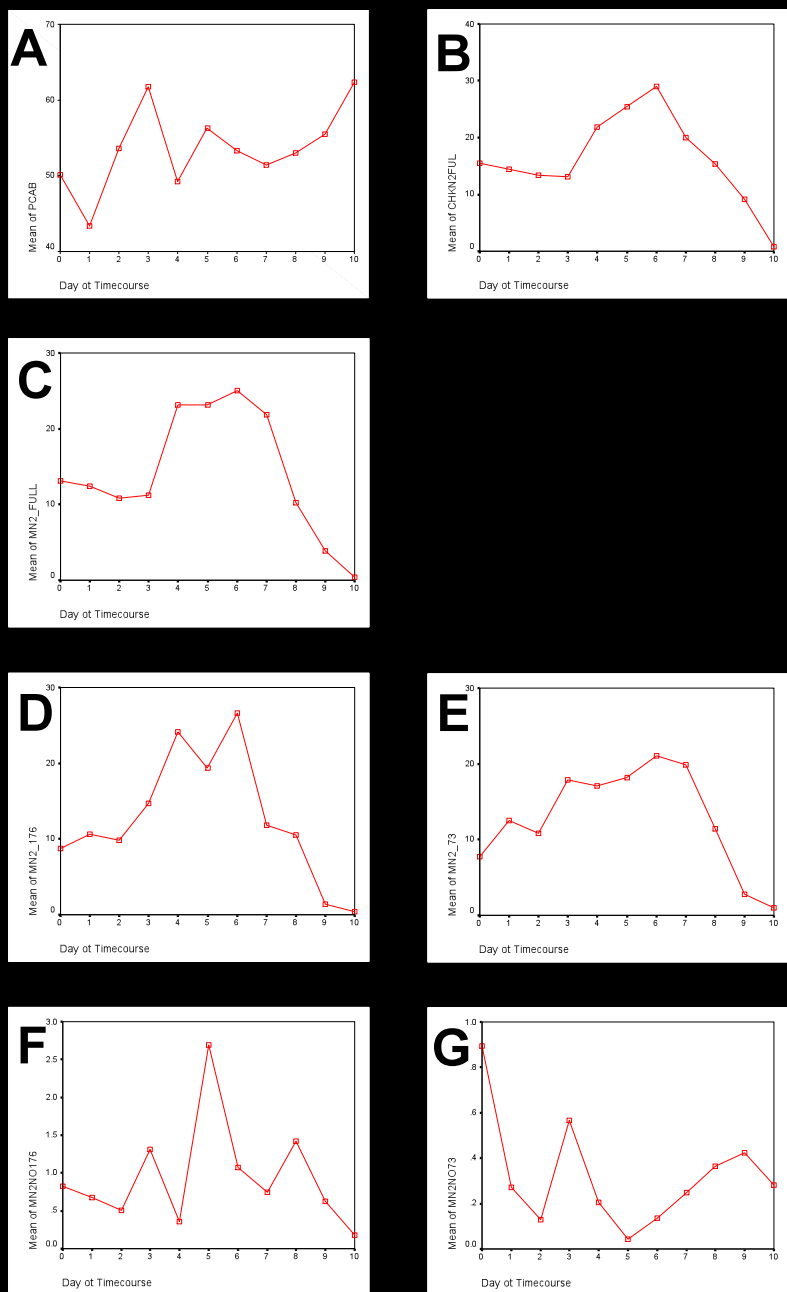 A
70
60
50
40
Mean of PCAB
0 1 2 3 4 5 6 7 8 9 10
Day ot Timecourse
B
40
30
20
10
0
Mean of CHKN2FUL
0 1 2 3 4 5 6 7 8 9 10
Day ot Timecourse
C
30
20
10
0
Mean of MN2_FULL
0 1 2 3 4 5 6 7 8 9 10
Day ot Timecourse
D
30
20
10
0
Mean of MN2_176
0 1 2 3 4 5 6 7 8 9 10
Day ot Timecourse
E
30
20
10
0
Mean of MN2_73
0 1 2 3 4 5 6 7 8 9 10
Day ot Timecourse
F
3.0
2.5
2.0
1.5
1.0
.5
0.0
Mean of MN2NO176
0 1 2 3 4 5 6 7 8 9 10
Day ot Timecourse
G
1.0
.8
.6
.4
.2
0.0
Mean of MN2NO73
0 1 2 3 4 5 6 7 8 9 10
Day ot Timecourse